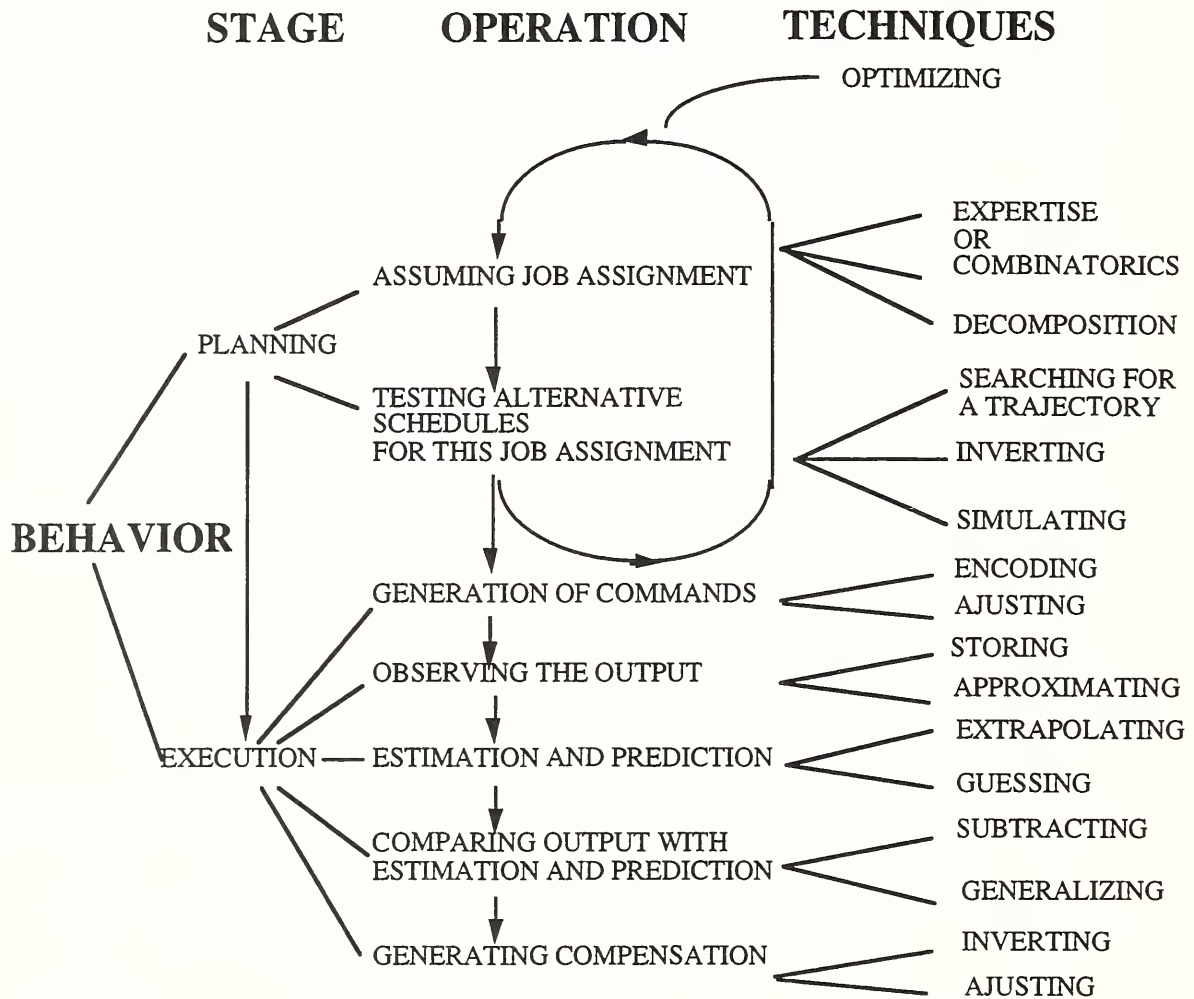 STAGE OPERATION TECHNIQUES
OPTIMIZING
EXPERTISE
OR
COMBINATORICS
ASSUMING JOB ASSIGNMENT
DECOMPOSITION
PLANNING
SEARCHING FOR
A TRAJECTORY
TESTING ALTERNATIVE
SCHEDULES
FOR THIS JOB ASSIGNMENT
INVERTING
SIMULATING
BEHAVIOR
ENCODING
GENERATION OF COMMANDS
AJUSTING
STORING
OBSERVING THE OUTPUT
APPROXIMATING
EXTRAPOLATING
EXECUTION
ESTIMATION AND PREDICTION
GUESSING
SUBTRACTING
COMPARING OUTPUT WITH
ESTIMATION AND PREDICTION
GENERALIZING
INVERTING
GENERATING COMPENSATION
AJUSTING